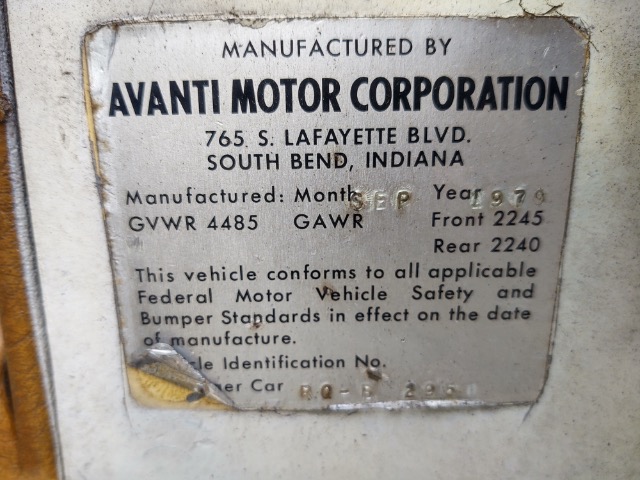 MANUFACTURED BY
AVANTI MOTOR CORPORATION
765 S. LAFAYETTE BLVD.
SOUTH BEND, INDIANA
Manufactured: Month SEP Year 1979
GVWR 4485 GAWR Front 2245
Rear 2240
This vehicle conforms to all applicable
Federal Motor Vehicle Safety and
Bumper Standards in effect on the date
of manufacture.
Identification No.
Car